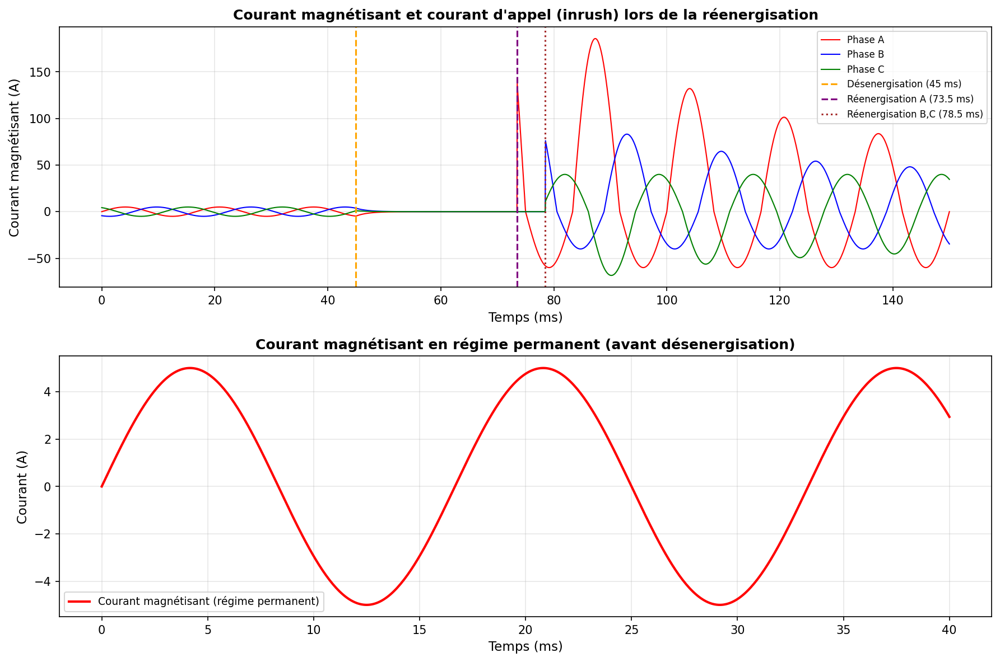 Courant magnétisant et courant d'appel (inrush) lors de la réenergisation
Courant magnétisant (A)
150
100
50
0
−50
Phase A
Phase B
Phase C
Désenergisation (45 ms)
Réenergisation A (73.5 ms)
Réenergisation B,C (78.5 ms)
0 20 40 60 80 100 120 140
Temps (ms)
Courant magnétisant en régime permanent (avant désenergisation)
Courant (A)
4
2
0
−2
−4
Courant magnétisant (régime permanent)
0 5 10 15 20 25 30 35 40
Temps (ms)